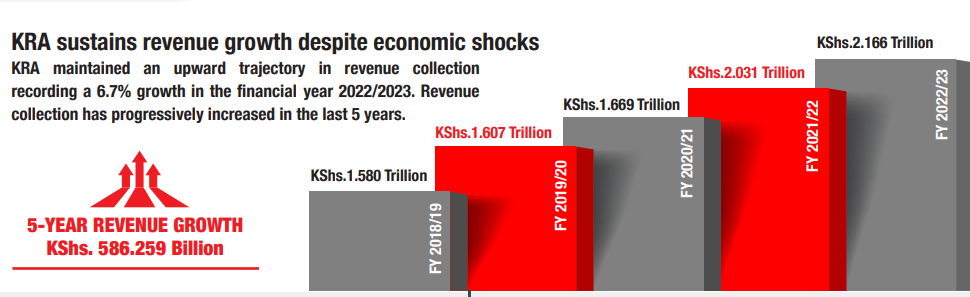 KRA sustains revenue growth despite economic shocks
KRA maintained an upward trajectory in revenue collection
recording a 6.7% growth in the financial year 2022/2023. Revenue
collection has progressively increased in the last 5 years.
5-YEAR REVENUE GROWTH
KShs. 586.259 Billion
KShs.1.580 Trillion
FY 2018/19
KShs.1.607 Trillion
FY 2019/20
KShs.1.669 Trillion
FY 2020/21
KShs.2.031 Trillion
FY 2021/22
KShs.2.166 Trillion
FY 2022/23